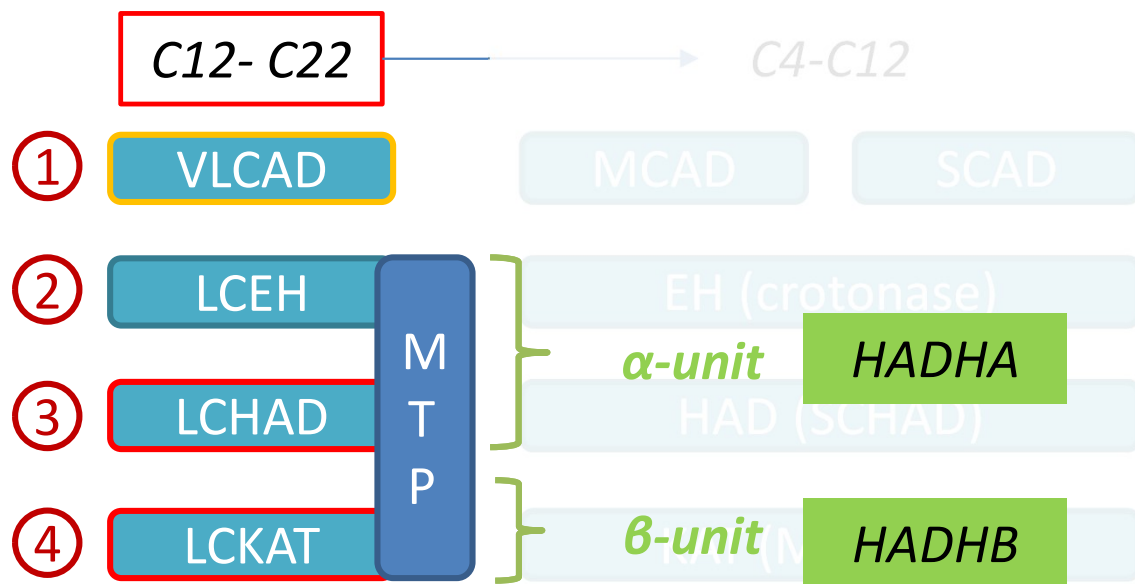 C12- C22 C4-C12
1 VLCAD MCAD SCAD
2 LCEH EH (crotonase)
M
α-unit HADHA
3 LCHAD T HAD (SCHAD)
P
4 LCKAT β-unit HADHB